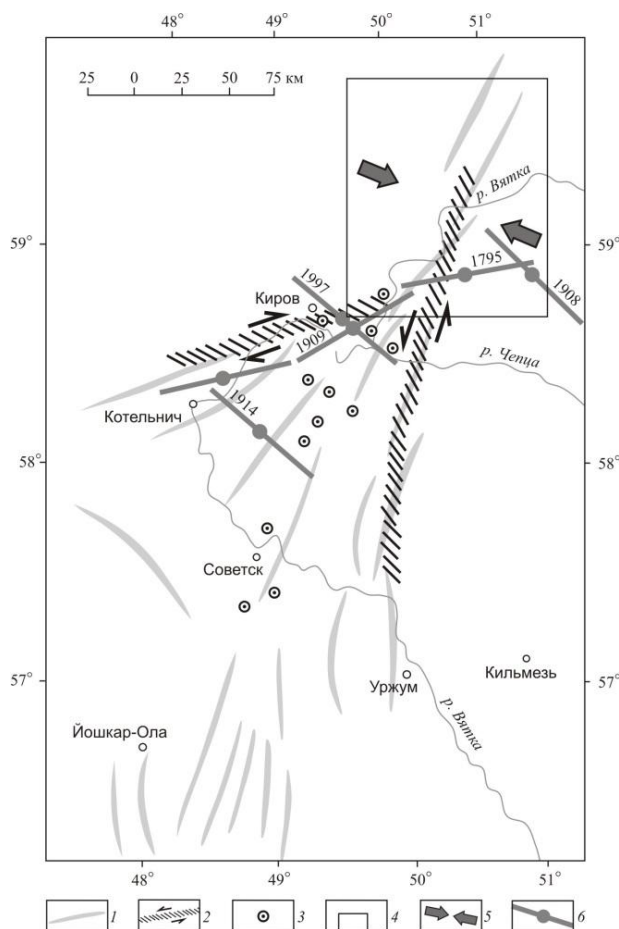 48° 49° 50° 51°
25 0 25 50 75 км
р. Вятка
59° 59°
1795
1997
1908
Киров
1909
р. Чепца
Котельнич
1914
58° 58°
Советск
Кильмезь
57° 57°
Уржум
р. Вятка
Йошкар-Ола
48° 49° 50° 51°
1 2 3 4 5 6